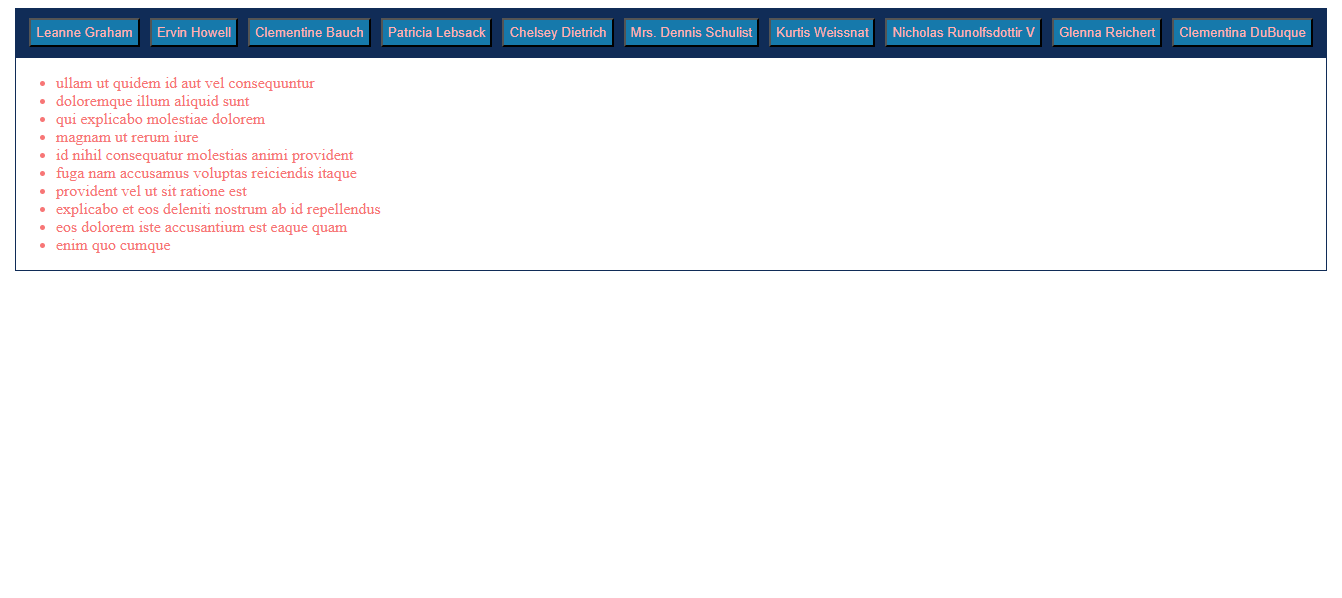 Leanne Graham Ervin Howell Clementine Bauch Patricia Lebsack Chelsey Dietrich Mrs. Dennis Schulist Kurtis Weissnat Nicholas Runolfsdottir V Glenna Reichert Clementina DuBuque
ullam ut quidem id aut vel consequuntur
doloremque illum aliquid sunt
qui explicabo molestiae dolorem
magnam ut rerum iure
id nihil consequatur molestias animi provident
fuga nam accusamus voluptas reiciendis itaque
provident vel ut sit ratione est
explicabo et eos deleniti nostrum ab id repellendus
eos dolorem iste accusantium est eaque quam
enim quo cumque